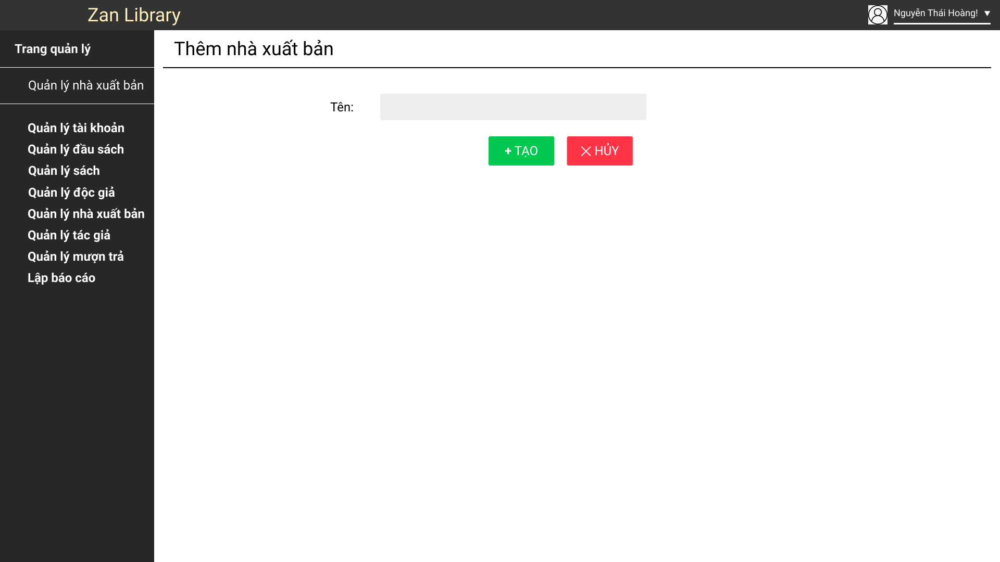 Zan Library
Nguyễn Thái Hoàng! ▼
Trang quản lý
Quản lý nhà xuất bản
Quản lý tài khoản
Quản lý đầu sách
Quản lý sách
Quản lý độc giả
Quản lý nhà xuất bản
Quản lý tác giả
Quản lý mượn trả
Lập báo cáo
Thêm nhà xuất bản
Tên:
+ TẠO
HỦY